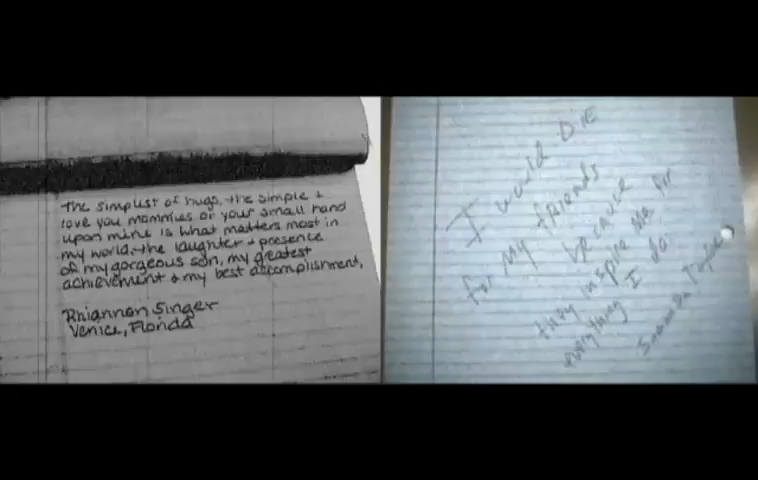 the simplist of hugs, the simple &
love you mommies or your small hand
upon mine is what matters most in
my world, the laughter & presence
of my gorgeous son, my greatest
achievement & my best accomplishment.
Rhiannon Singer
Venice, Florida
I would DiE
for my friends
because
they inspire me for
everything I do.